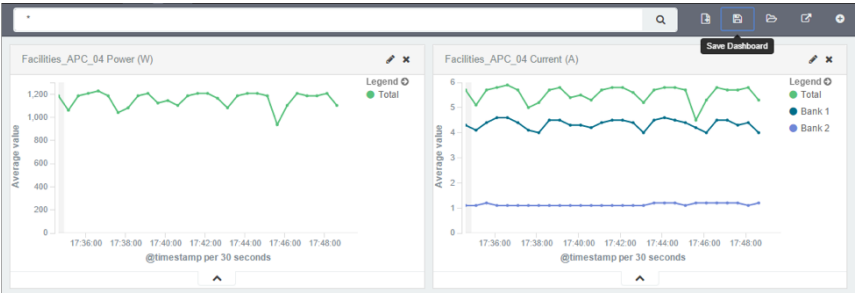 *
Save Dashboard
Facilities_APC_04 Power (W)
Legend
Total
1,200
1,000
800
600
400
200
0
Average value
17:36:00 17:38:00 17:40:00 17:42:00 17:44:00 17:46:00 17:48:00
@timestamp per 30 seconds
Facilities_APC_04 Current (A)
Legend
Total
Bank 1
Bank 2
6
5
4
3
2
1
0
Average value
17:36:00 17:38:00 17:40:00 17:42:00 17:44:00 17:46:00 17:48:00
@timestamp per 30 seconds